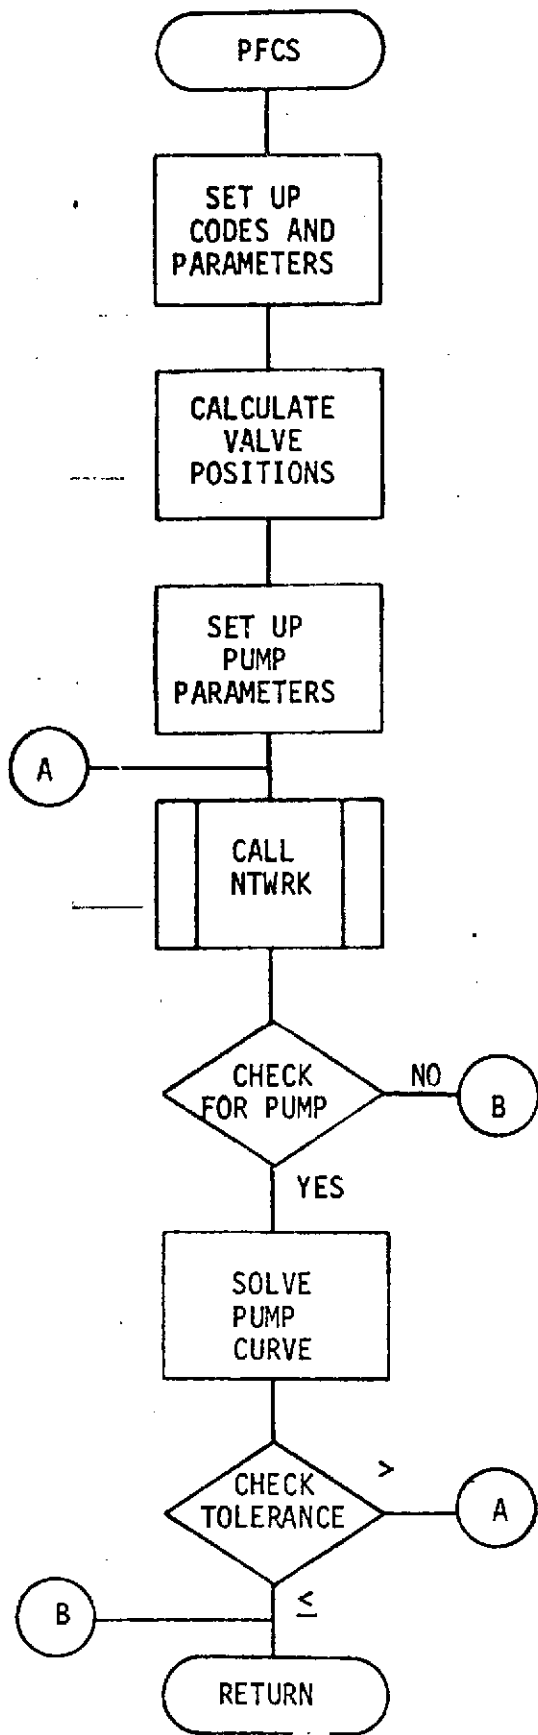 PFCS
SET UP
CODES AND
PARAMETERS
CALCULATE
VALVE
POSITIONS
SET UP
PUMP
PARAMETERS
A
CALL
NTWRK
CHECK
FOR PUMP
NO
B
YES
SOLVE
PUMP
CURVE
>
CHECK
TOLERANCE
A
≤
B
RETURN